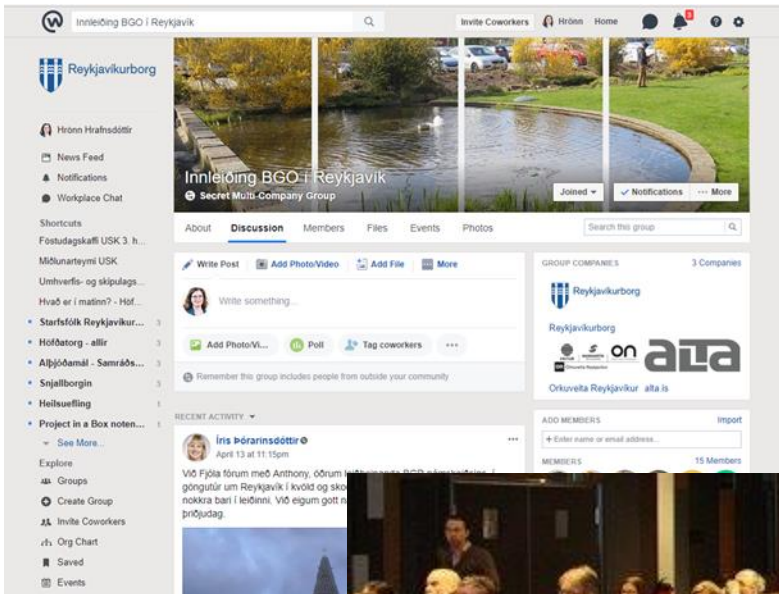 Innleiðing BGO í Reykjavík
Invite Coworkers
Hrönn
Home
3
Reykjavíkurborg
Hrönn Hrafnsdóttir
News Feed
Notifications
Workplace Chat
Shortcuts
Föstudagskaffi USK 3. h...
Miðlunarteymi USK
Umhverfis- og skipulags...
Hvað er í matinn? - Höf...
Starfsfólk Reykjavíkur... 3
Höfðatorg - allir 3
Alþjóðamál - Samráðs... 3
Snjallborgin 3
Heilsuefling 1
Project in a Box noten... 1
See More...
Explore
Groups
Create Group
Invite Coworkers
Org Chart
Saved
Events
Innleiðing BGO í Reykjavík
Secret Multi-Company Group
Joined
Notifications
More
About
Discussion
Members
Files
Events
Photos
Search this group
Write Post
Add Photo/Video
Add File
More
Write something...
Add Photo/Vi...
Poll
Tag coworkers
Remember this group includes people from outside your community
RECENT ACTIVITY
Íris Þórarinsdóttir
April 13 at 11:15pm
Við Fjóla fórum með Anthony, öðrum
göngutúr um Reykjavík í kvöld og
nokkra bari í leiðinni. Við eigum gott
þriðjudag.
GROUP COMPANIES
3 Companies
Reykjavíkurborg
Reykjavíkurborg
on
alta
Orkuveita Reykjavíkur
alta.is
ADD MEMBERS
Import
+ Enter name or email address...
MEMBERS
15 Members